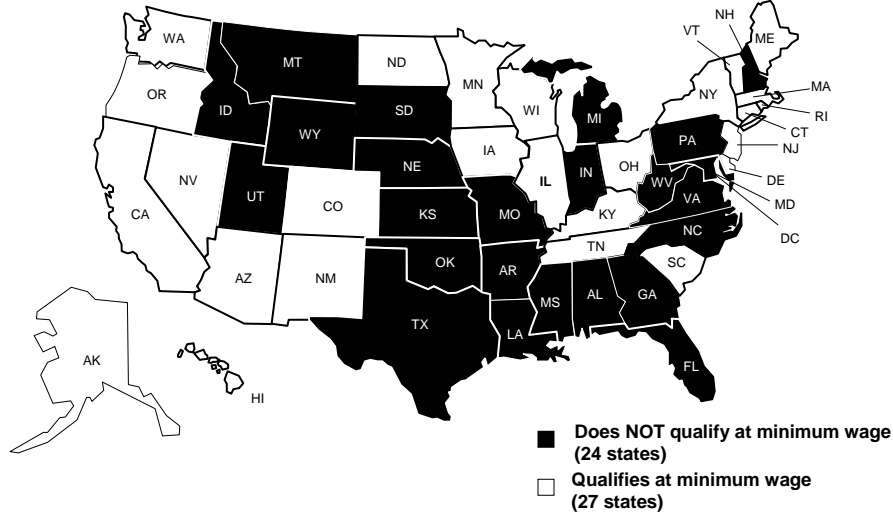 NH
WA
VT
ME
MT
ND
MN
OR
MA
ID
SD
WI
NY
RI
WY
MI
CT
IA
PA
NJ
NE
NV
OH
IL
IN
DE
UT
WV
CO
VA
MD
CA
KS
MO
KY
DC
NC
TN
OK
AR
SC
AZ
NM
MS
AL
GA
TX
LA
AK
FL
HI
Does NOT qualify at minimum wage
(24 states)
Qualifies at minimum wage
(27 states)